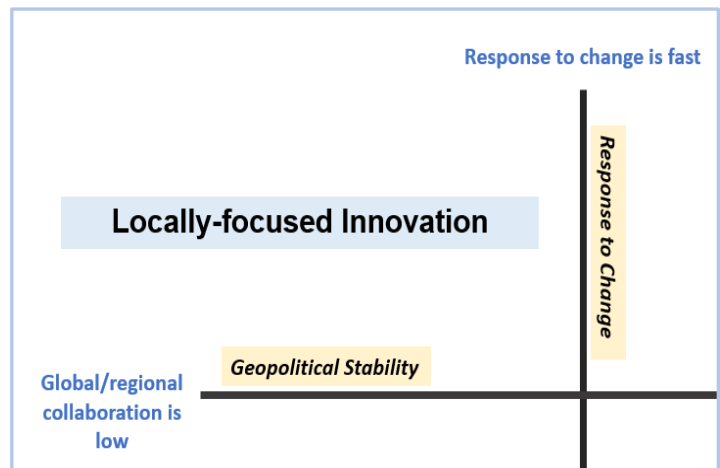 Response to change is fast
Response to Change
Locally-focused Innovation
Geopolitical Stability
Global/regional
collaboration is
low